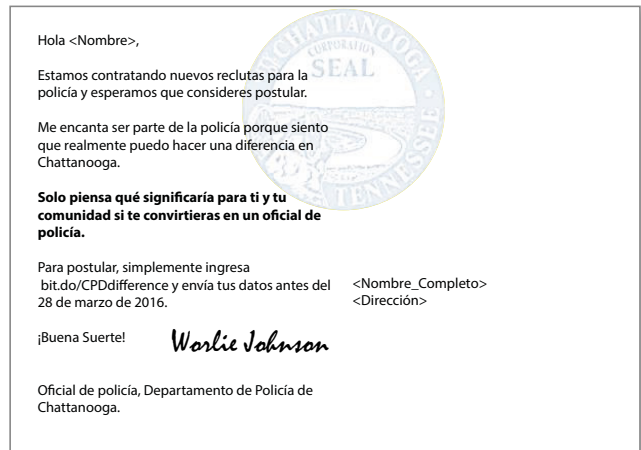 Hola <Nombre>,
Estamos contratando nuevos reclutas para la
policía y esperamos que consideres postular.
Me encanta ser parte de la policía porque siento
que realmente puedo hacer una diferencia en
Chattanooga.
Solo piensa qué significaría para ti y tu
comunidad si te convirtieras en un oficial de
policía.
Para postular, simplemente ingresa
bit.do/CPDdifference y envía tus datos antes del
28 de marzo de 2016.
¡Buena Suerte!
Worlie Johnson
Oficial de policía, Departamento de Policía de
Chattanooga.
<Nombre_Completo>
<Dirección>
CHATTANOOGA
CORPORATION
SEAL
TENNESSEE